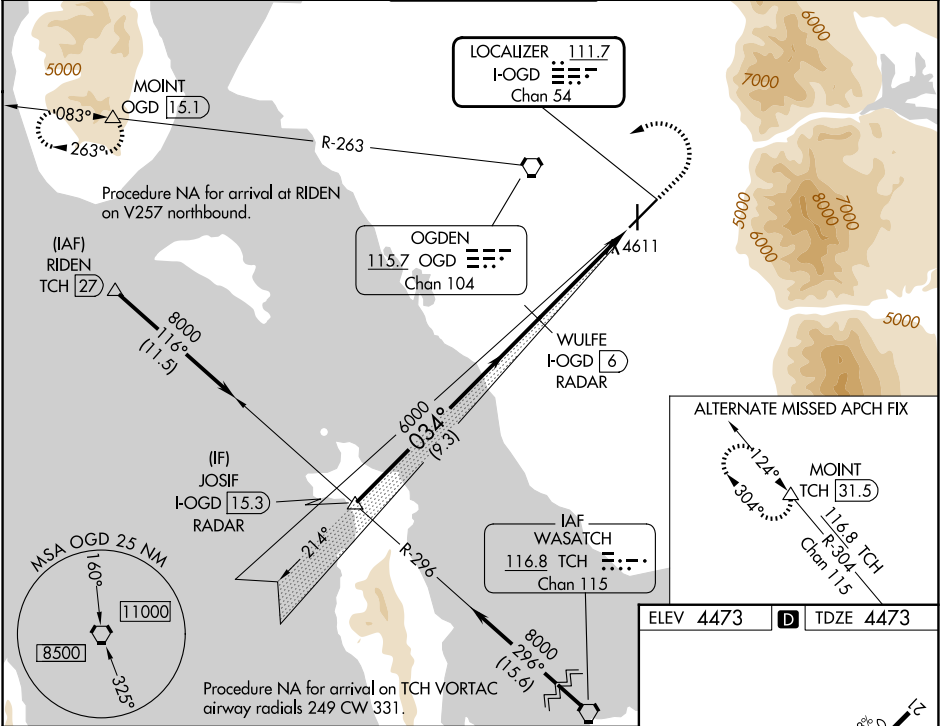 5000
MOINT
OGD 15.1
083°
263°
R-263
LOCALIZER 111.7
I-OGD
Chan 54
6000
7000
Procedure NA for arrival at RIDEN
on V257 northbound.
(IAF)
RIDEN
TCH 27
8000
116°
(11.5)
OGDEN
115.7 OGD
Chan 104
4611
5000
6000
8000
7000
5000
WULFE
I-OGD 6
RADAR
6000
034°
(9.3)
(IF)
JOSIF
I-OGD 15.3
RADAR
214°
R-296
ALTERNATE MISSED APCH FIX
124°
304°
MOINT
TCH 31.5
116.8 TCH
R-304
Chan 115
IAF
WASATCH
116.8 TCH
Chan 115
MSA OGD 25 NM
160°
11000
8500
325°
8000
296°
(15.6)
Procedure NA for arrival on TCH VORTAC
airway radials 249 CW 331.
ELEV 4473
D
TDZE 4473
21